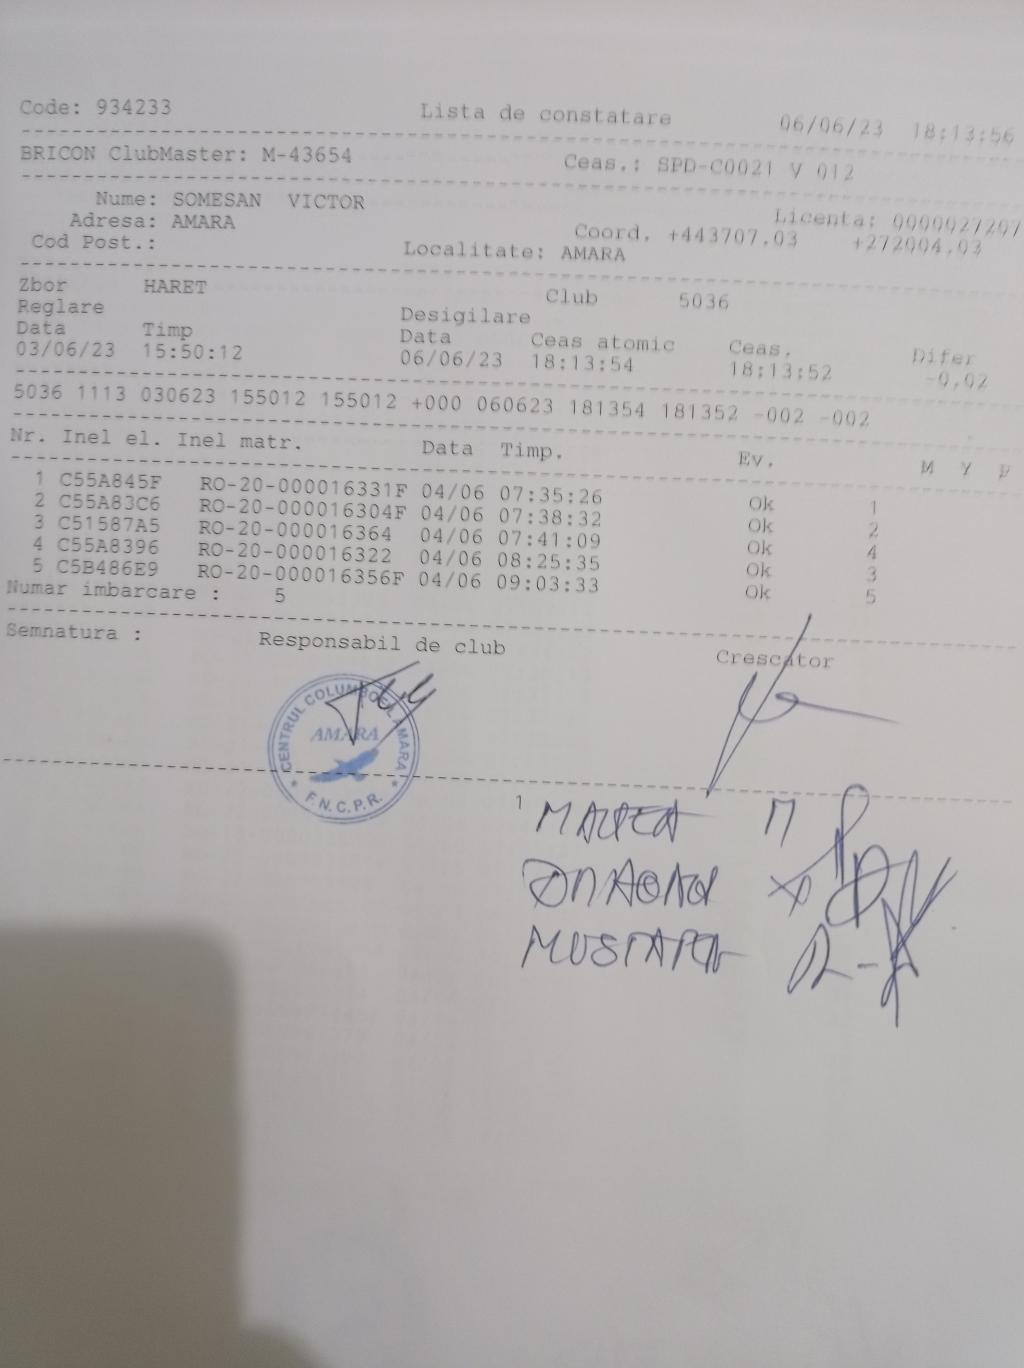 Code: 934233 Lista de constatare 06/06/23 18:13:56
BRICON ClubMaster: M-43654 Ceas.: SPD-C0021 V 012
Nume: SOMESAN VICTOR Licenta: 0000027207
Adresa: AMARA Coord. +443707.03 +272004.03
Cod Post.: Localitate: AMARA
Zbor HARET Club 5036
Reglare Desigilare
Data Timp Data Ceas atomic Ceas. Difer
03/06/23 15:50:12 06/06/23 18:13:54 18:13:52 -0,02
5036 1113 030623 155012 155012 +000 060623 181354 181352 -002 -002
Nr. Inel el. Inel matr. Data Timp. Ev. M Y
1 C55A845F RO-20-000016331F 04/06 07:35:26 Ok 1
2 C55A83C6 RO-20-000016304F 04/06 07:38:32 Ok 2
3 C51587A5 RO-20-000016364 04/06 07:41:09 Ok 4
4 C55A8396 RO-20-000016322 04/06 08:25:35 Ok 3
5 C5B486E9 RO-20-000016356F 04/06 09:03:33 Ok 5
Numar imbarcare : 5
Semnatura : Responsabil de club Crescator
CENTRUL COLUMBOFIL AMARA
AMARA
F.N.C.P.R.
1